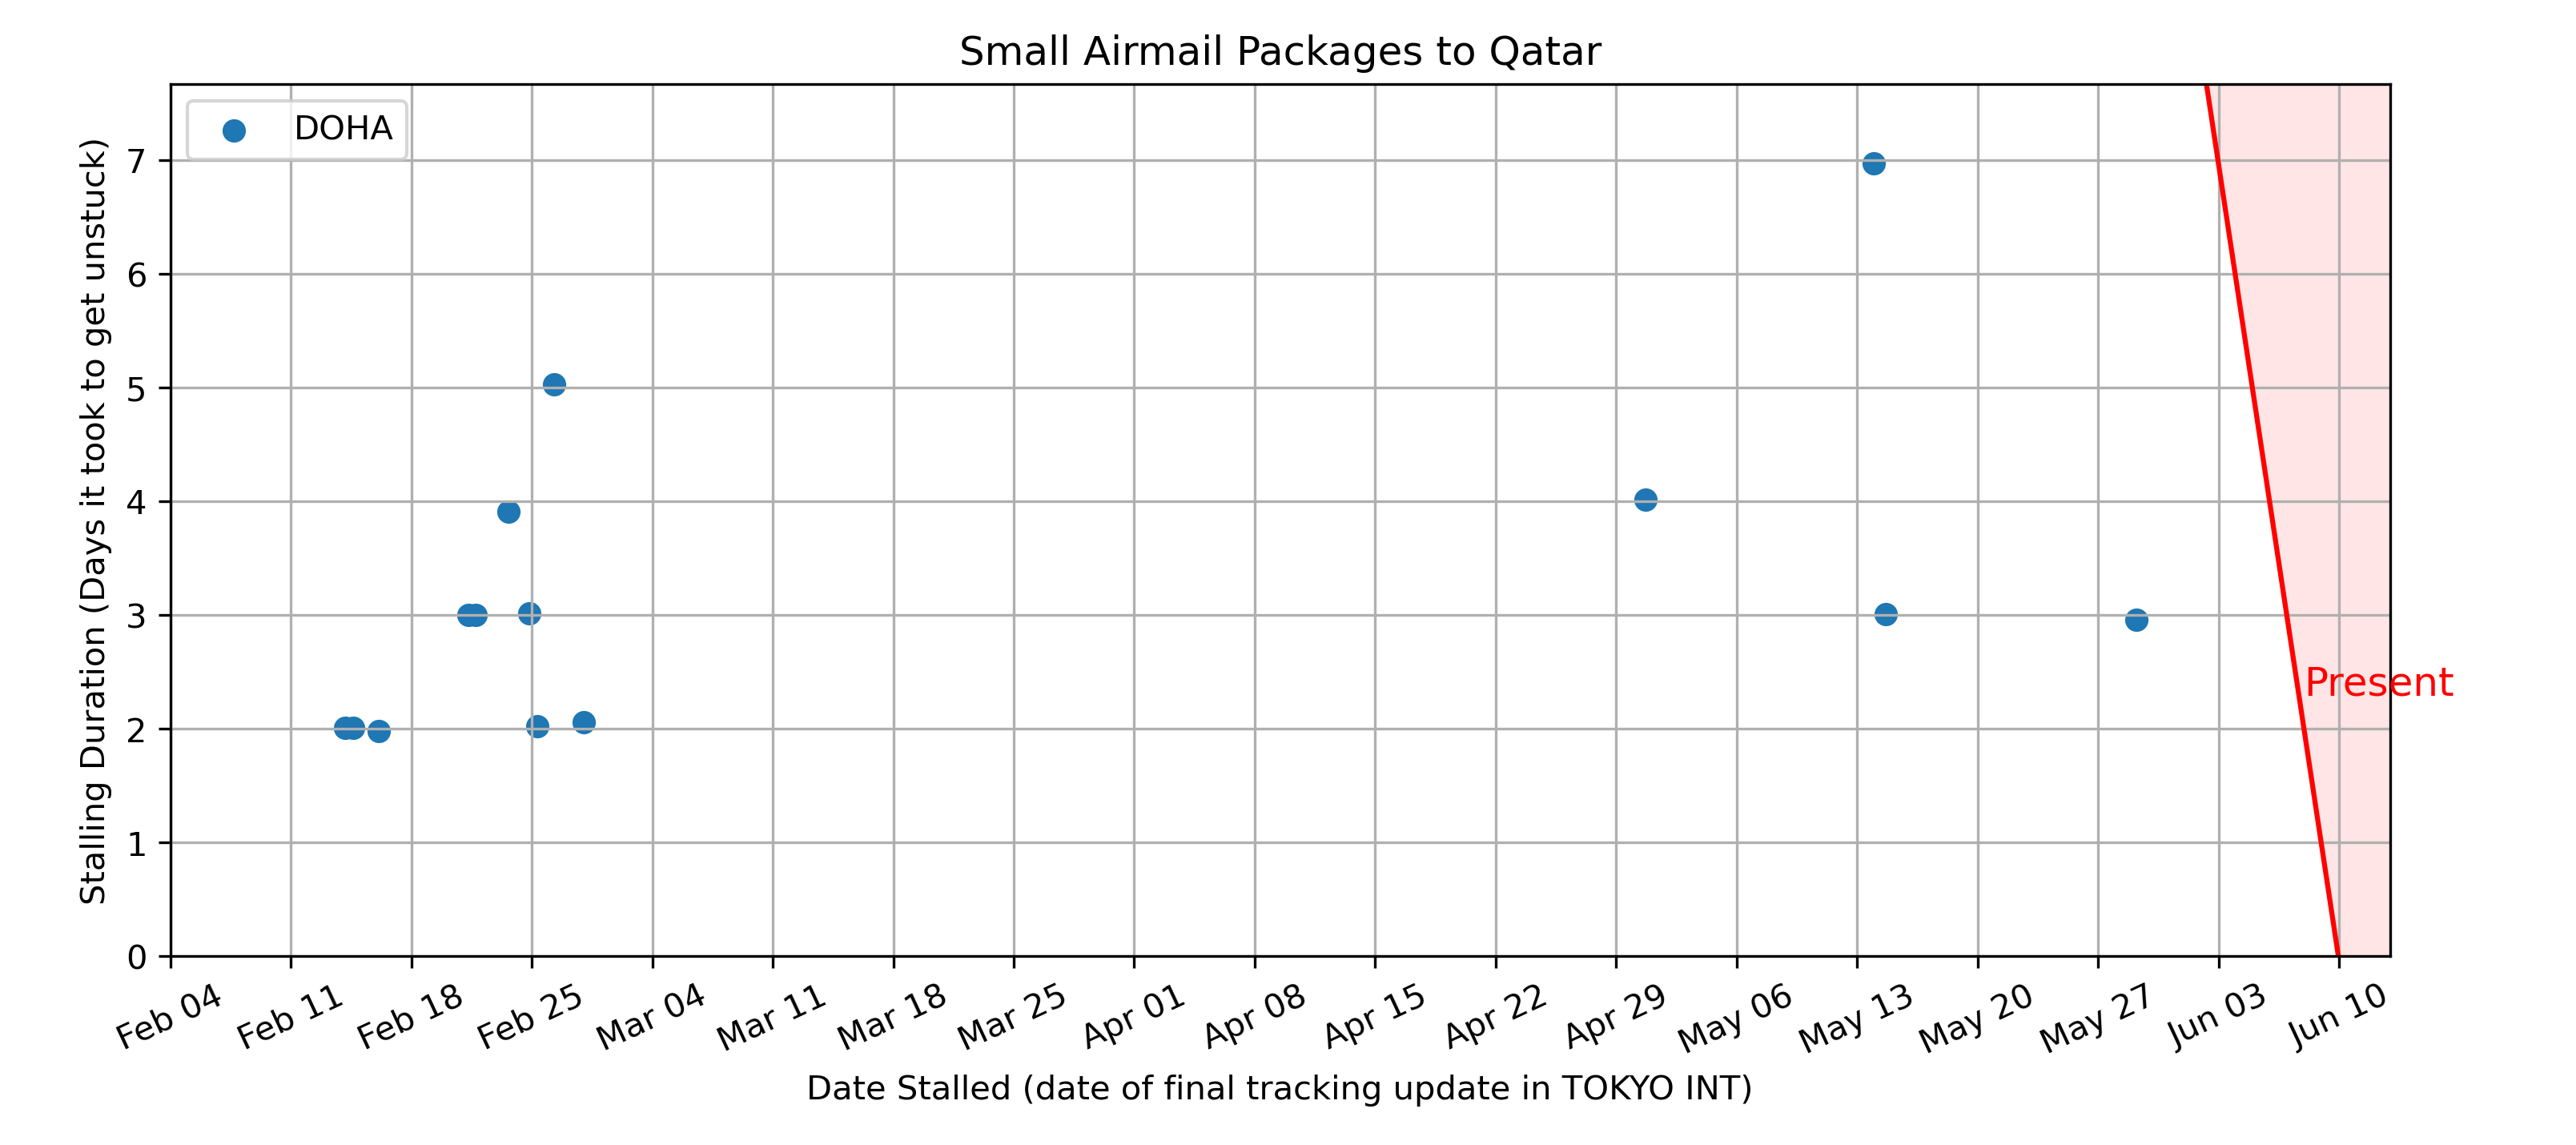 Small Airmail Packages to Qatar
DOHA
Stalling Duration (Days it took to get unstuck)
7
6
5
4
3
2
1
0
Present
Feb 04
Feb 11
Feb 18
Feb 25
Mar 04
Mar 11
Mar 18
Mar 25
Apr 01
Apr 08
Apr 15
Apr 22
Apr 29
May 06
May 13
May 20
May 27
Jun 03
Jun 10
Date Stalled (date of final tracking update in TOKYO INT)